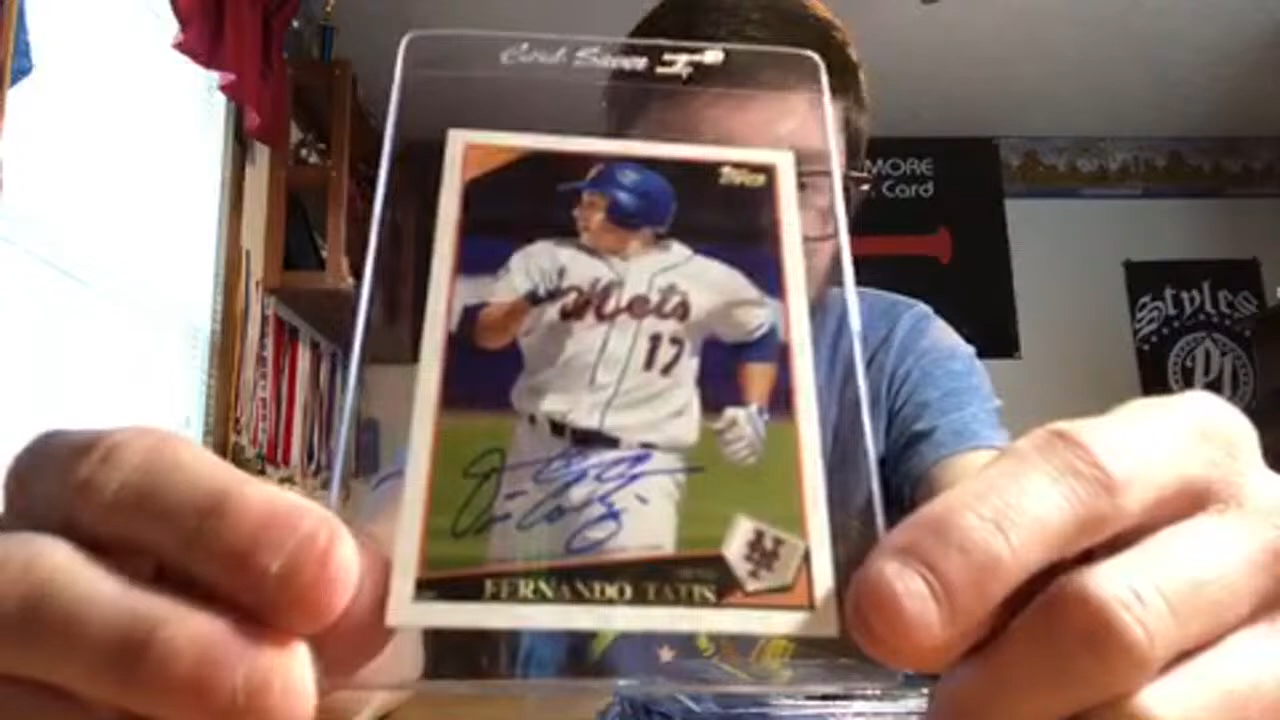 Card Saver I
MORE
. Card
Topps
Styles
P1
Mets
17
FERNANDO TATIS